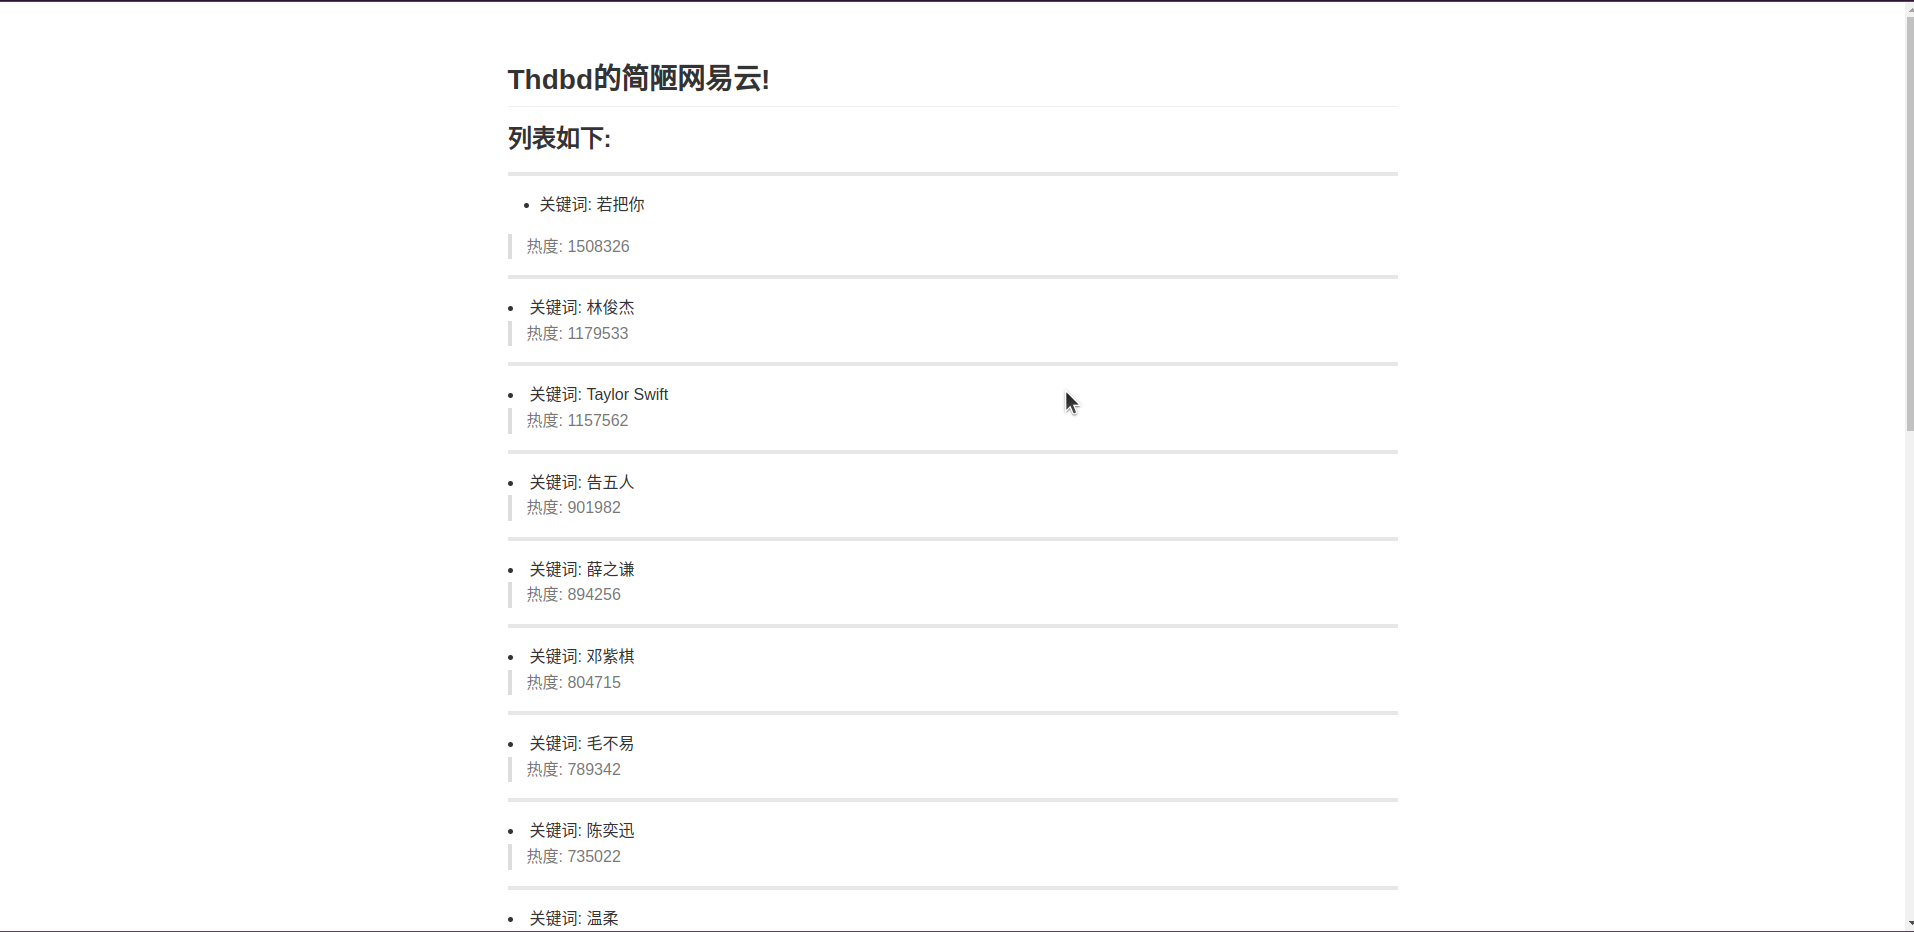 Thdbd的简陋网易云!
列表如下:
关键词: 若把你
热度: 1508326
关键词: 林俊杰
热度: 1179533
关键词: Taylor Swift
热度: 1157562
关键词: 告五人
热度: 901982
关键词: 薛之谦
热度: 894256
关键词: 邓紫棋
热度: 804715
关键词: 毛不易
热度: 789342
关键词: 陈奕迅
热度: 735022
关键词: 温柔